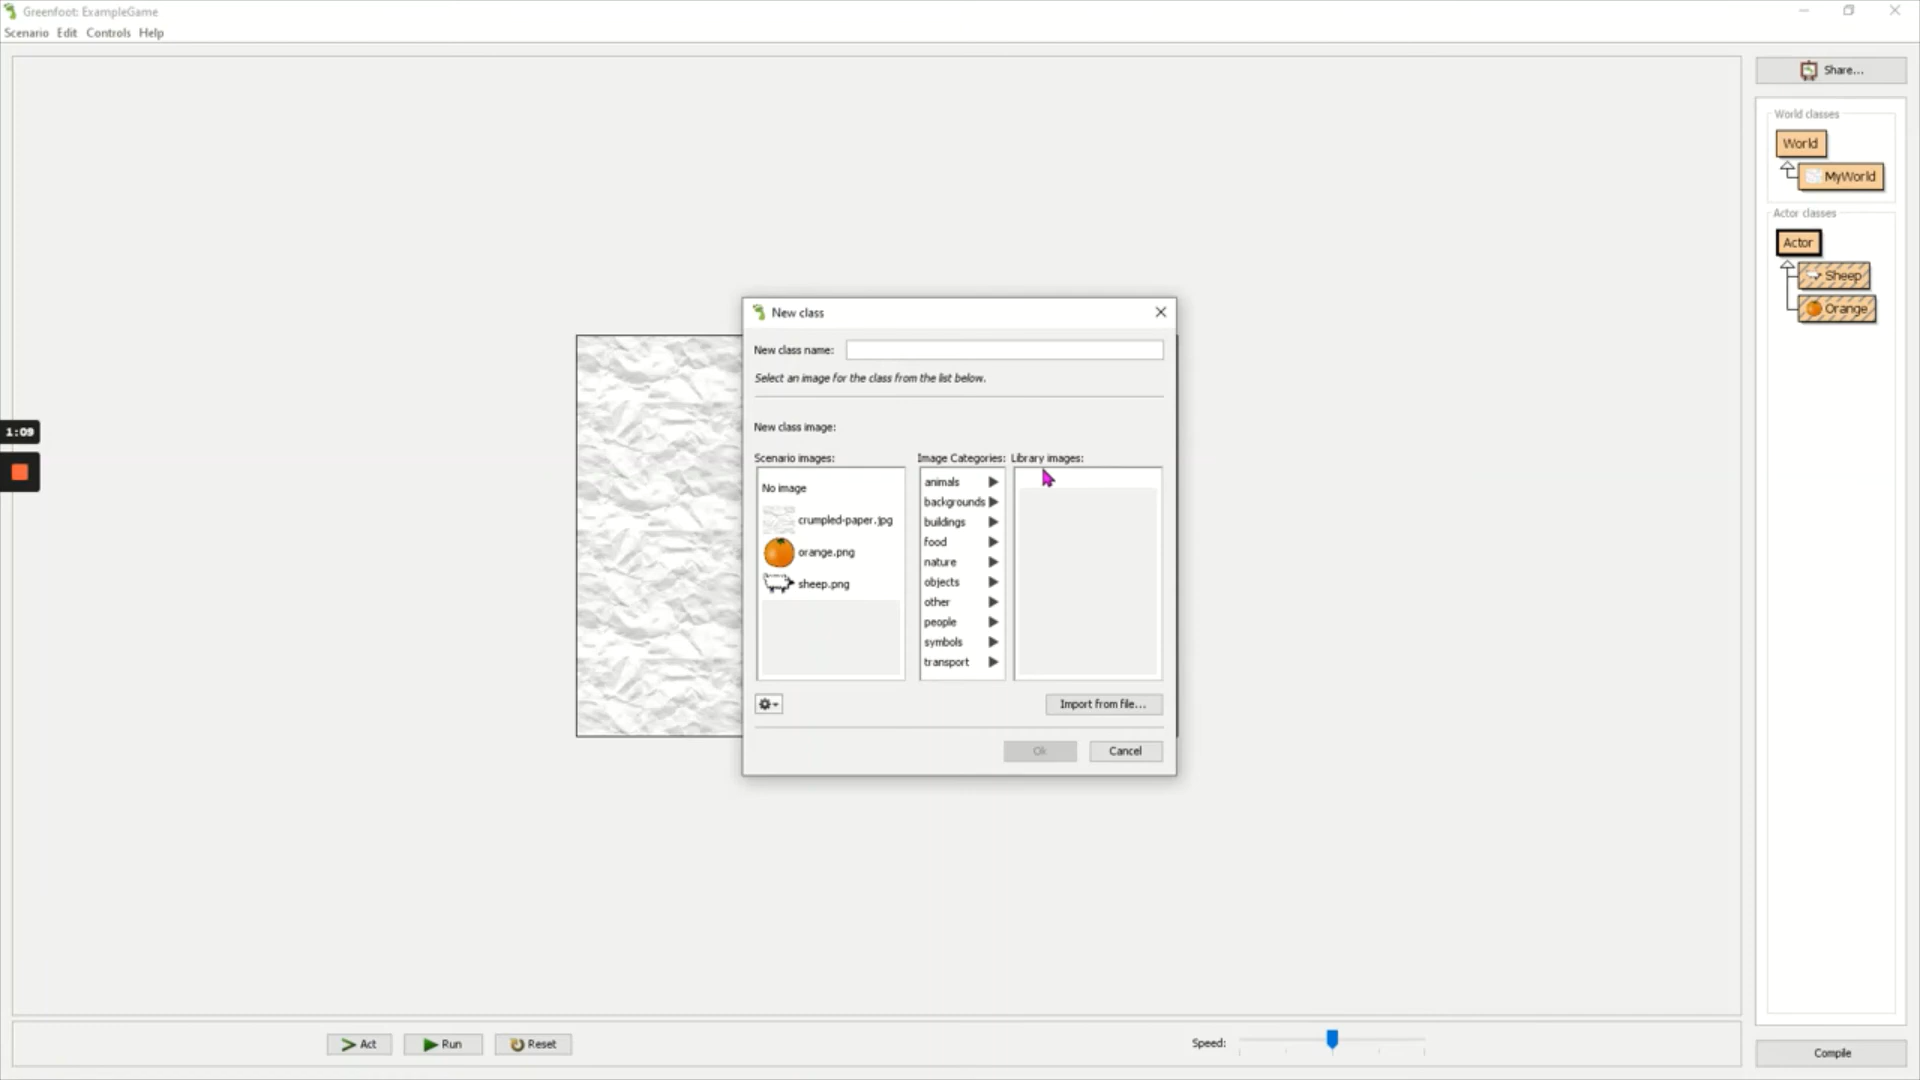 Greenfoot: ExampleGame
Scenario Edit Controls Help
Share...
World classes
World
MyWorld
Actor classes
Actor
Sheep
Orange
New class
New class name:
Select an image for the class from the list below.
New class image:
Scenario images: Image Categories: Library images:
No image
crumpled-paper.jpg
orange.png
sheep.png
animals
backgrounds
buildings
food
nature
objects
other
people
symbols
transport
Import from file...
Ok Cancel
1:09
Act Run Reset Speed:
Compile